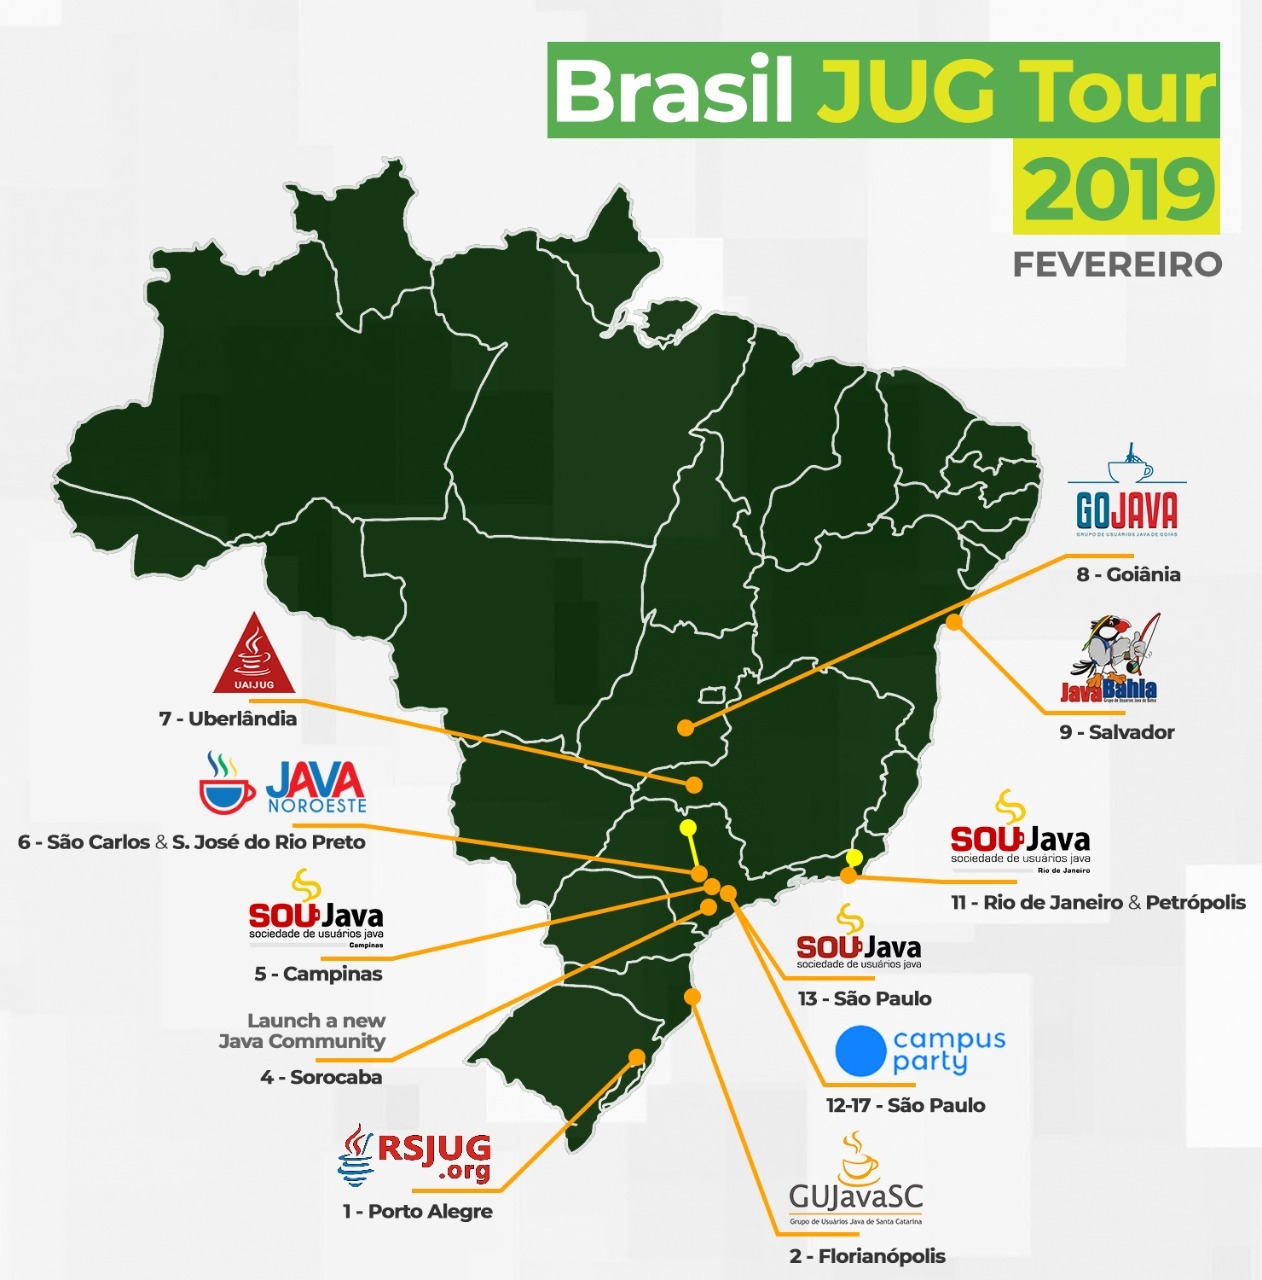 Brasil JUG Tour
2019
FEVEREIRO
GOJAVA
GRUPO DE USUÁRIOS JAVA DE GOIÁS
8 - Goiânia
JavaBahia
Grupo de Usuários Java da Bahia
9 - Salvador
UAIJUG
7 - Uberlândia
JAVA
NOROESTE
6 - São Carlos & S. José do Rio Preto
SOUJava
sociedade de usuários java
Rio de Janeiro
11 - Rio de Janeiro & Petrópolis
SOUJava
sociedade de usuários java
Campinas
5 - Campinas
SOUJava
sociedade de usuários java
13 - São Paulo
Launch a new
Java Community
4 - Sorocaba
campus
party
12-17 - São Paulo
RSJUG
.org
1 - Porto Alegre
GUJavaSC
Grupo de Usuários Java de Santa Catarina
2 - Florianópolis